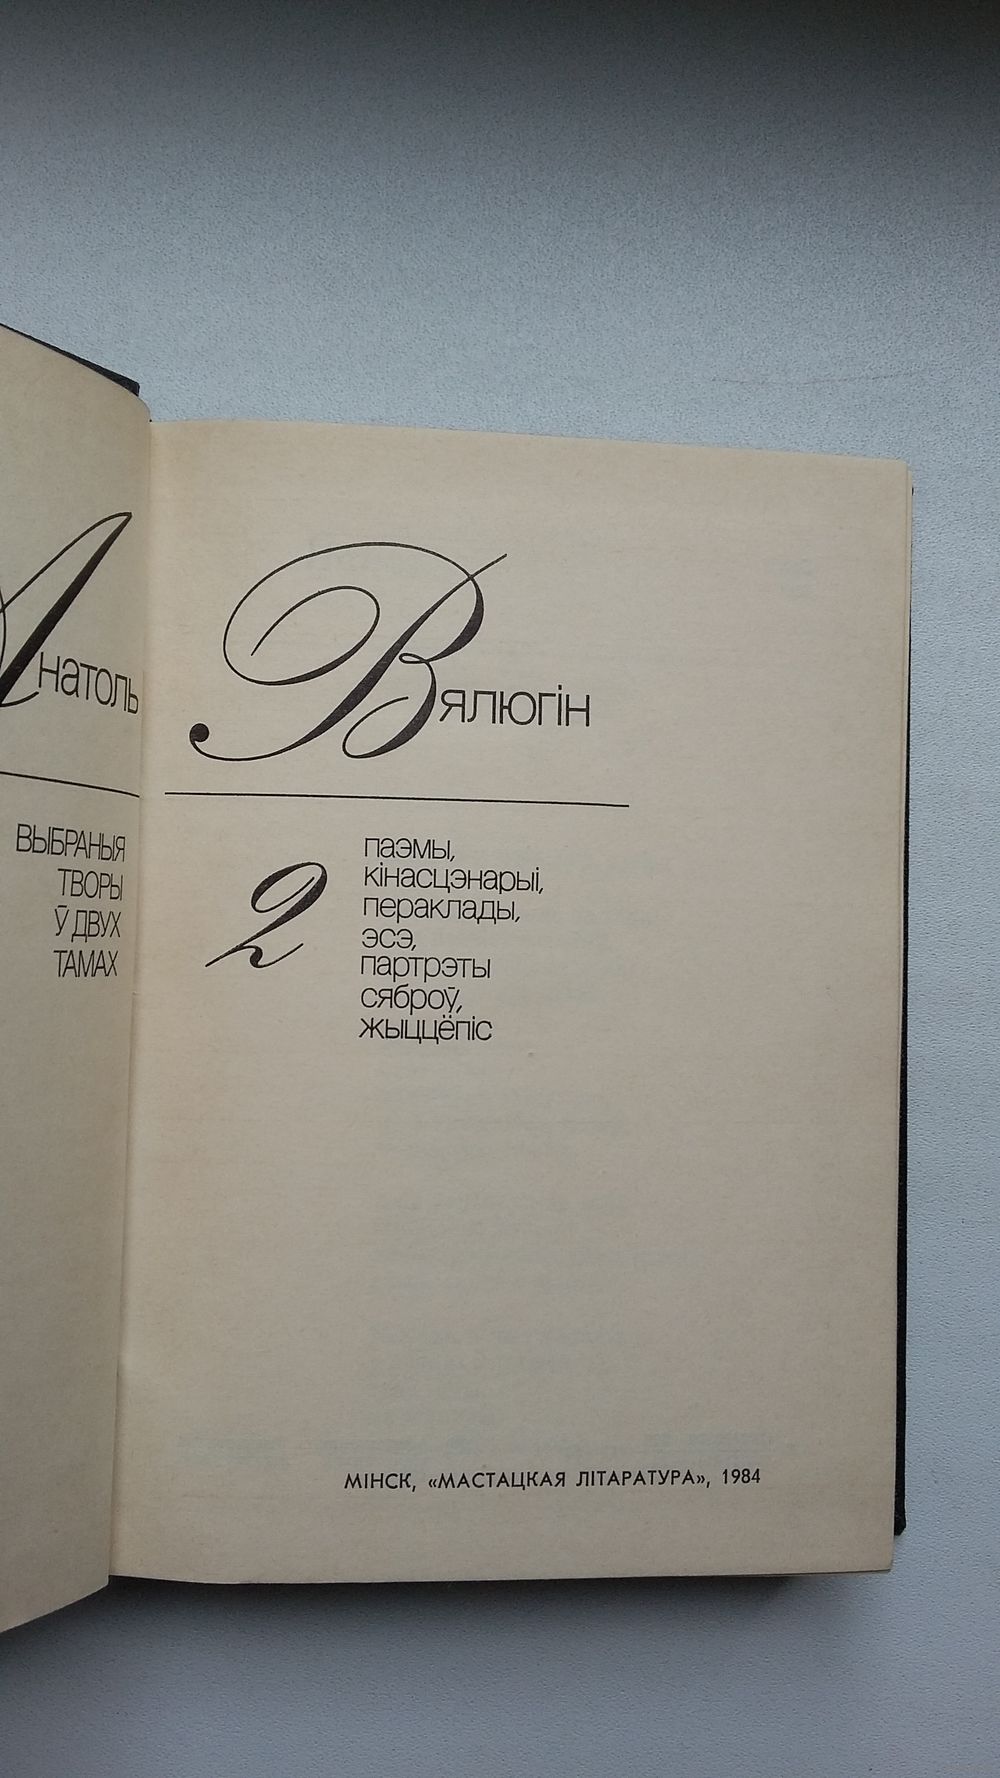 Анатоль
ВЫБРАНЫЯ
ТВОРЫ
Ў ДВУХ
ТАМАХ
Вялюгін
2
паэмы,
кінасцэнарыі,
пераклады,
эсэ,
партрэты
сяброў,
жыццёпіс
МІНСК, «МАСТАЦКАЯ ЛІТАРАТУРА», 1984